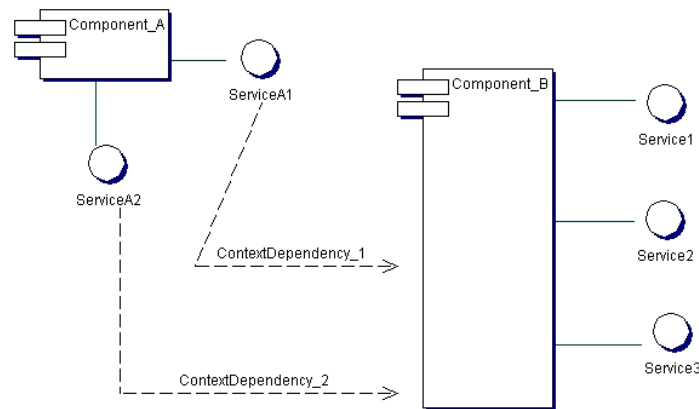 Component_A
ServiceA1
ServiceA2
Component_B
Service1
Service2
Service3
ContextDependency_1
ContextDependency_2